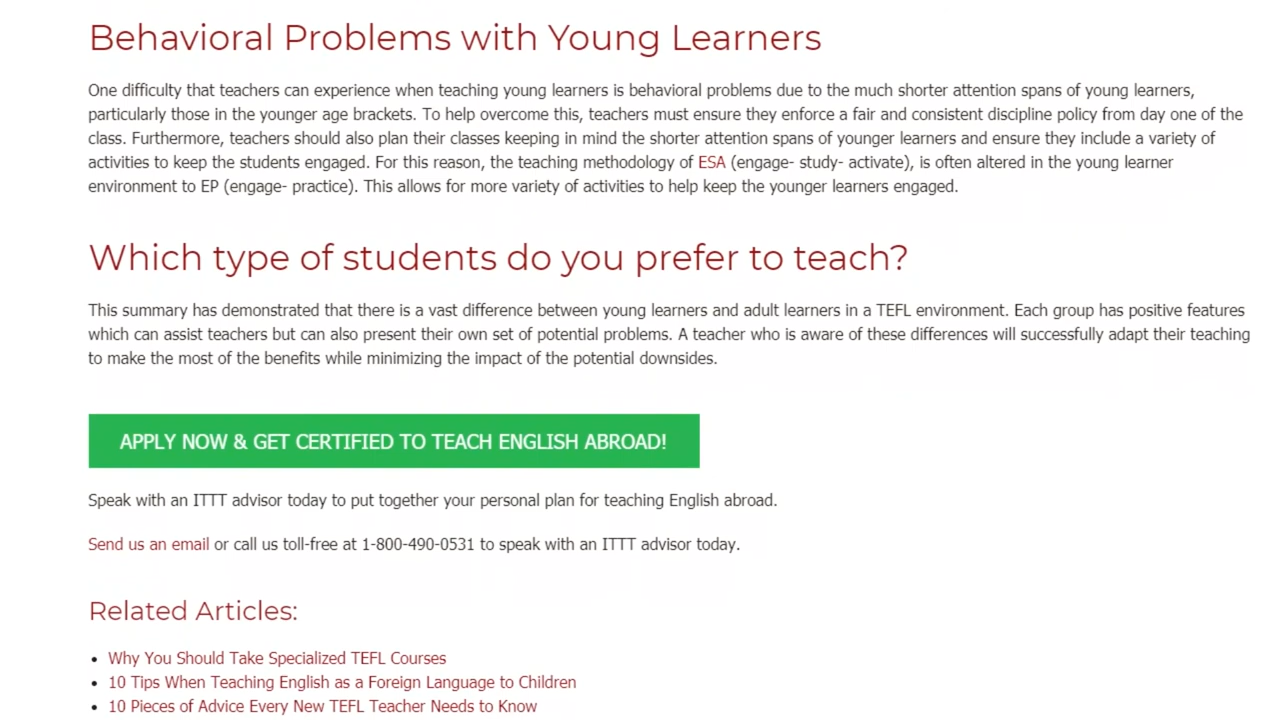 Behavioral Problems with Young Learners
One difficulty that teachers can experience when teaching young learners is behavioral problems due to the much shorter attention spans of young learners,
particularly those in the younger age brackets. To help overcome this, teachers must ensure they enforce a fair and consistent discipline policy from day one of the
class. Furthermore, teachers should also plan their classes keeping in mind the shorter attention spans of younger learners and ensure they include a variety of
activities to keep the students engaged. For this reason, the teaching methodology of ESA (engage- study- activate), is often altered in the young learner
environment to EP (engage- practice). This allows for more variety of activities to help keep the younger learners engaged.
Which type of students do you prefer to teach?
This summary has demonstrated that there is a vast difference between young learners and adult learners in a TEFL environment. Each group has positive features
which can assist teachers but can also present their own set of potential problems. A teacher who is aware of these differences will successfully adapt their teaching
to make the most of the benefits while minimizing the impact of the potential downsides.
APPLY NOW & GET CERTIFIED TO TEACH ENGLISH ABROAD!
Speak with an ITTT advisor today to put together your personal plan for teaching English abroad.
Send us an email or call us toll-free at 1-800-490-0531 to speak with an ITTT advisor today.
Related Articles:
• Why You Should Take Specialized TEFL Courses
• 10 Tips When Teaching English as a Foreign Language to Children
• 10 Pieces of Advice Every New TEFL Teacher Needs to Know